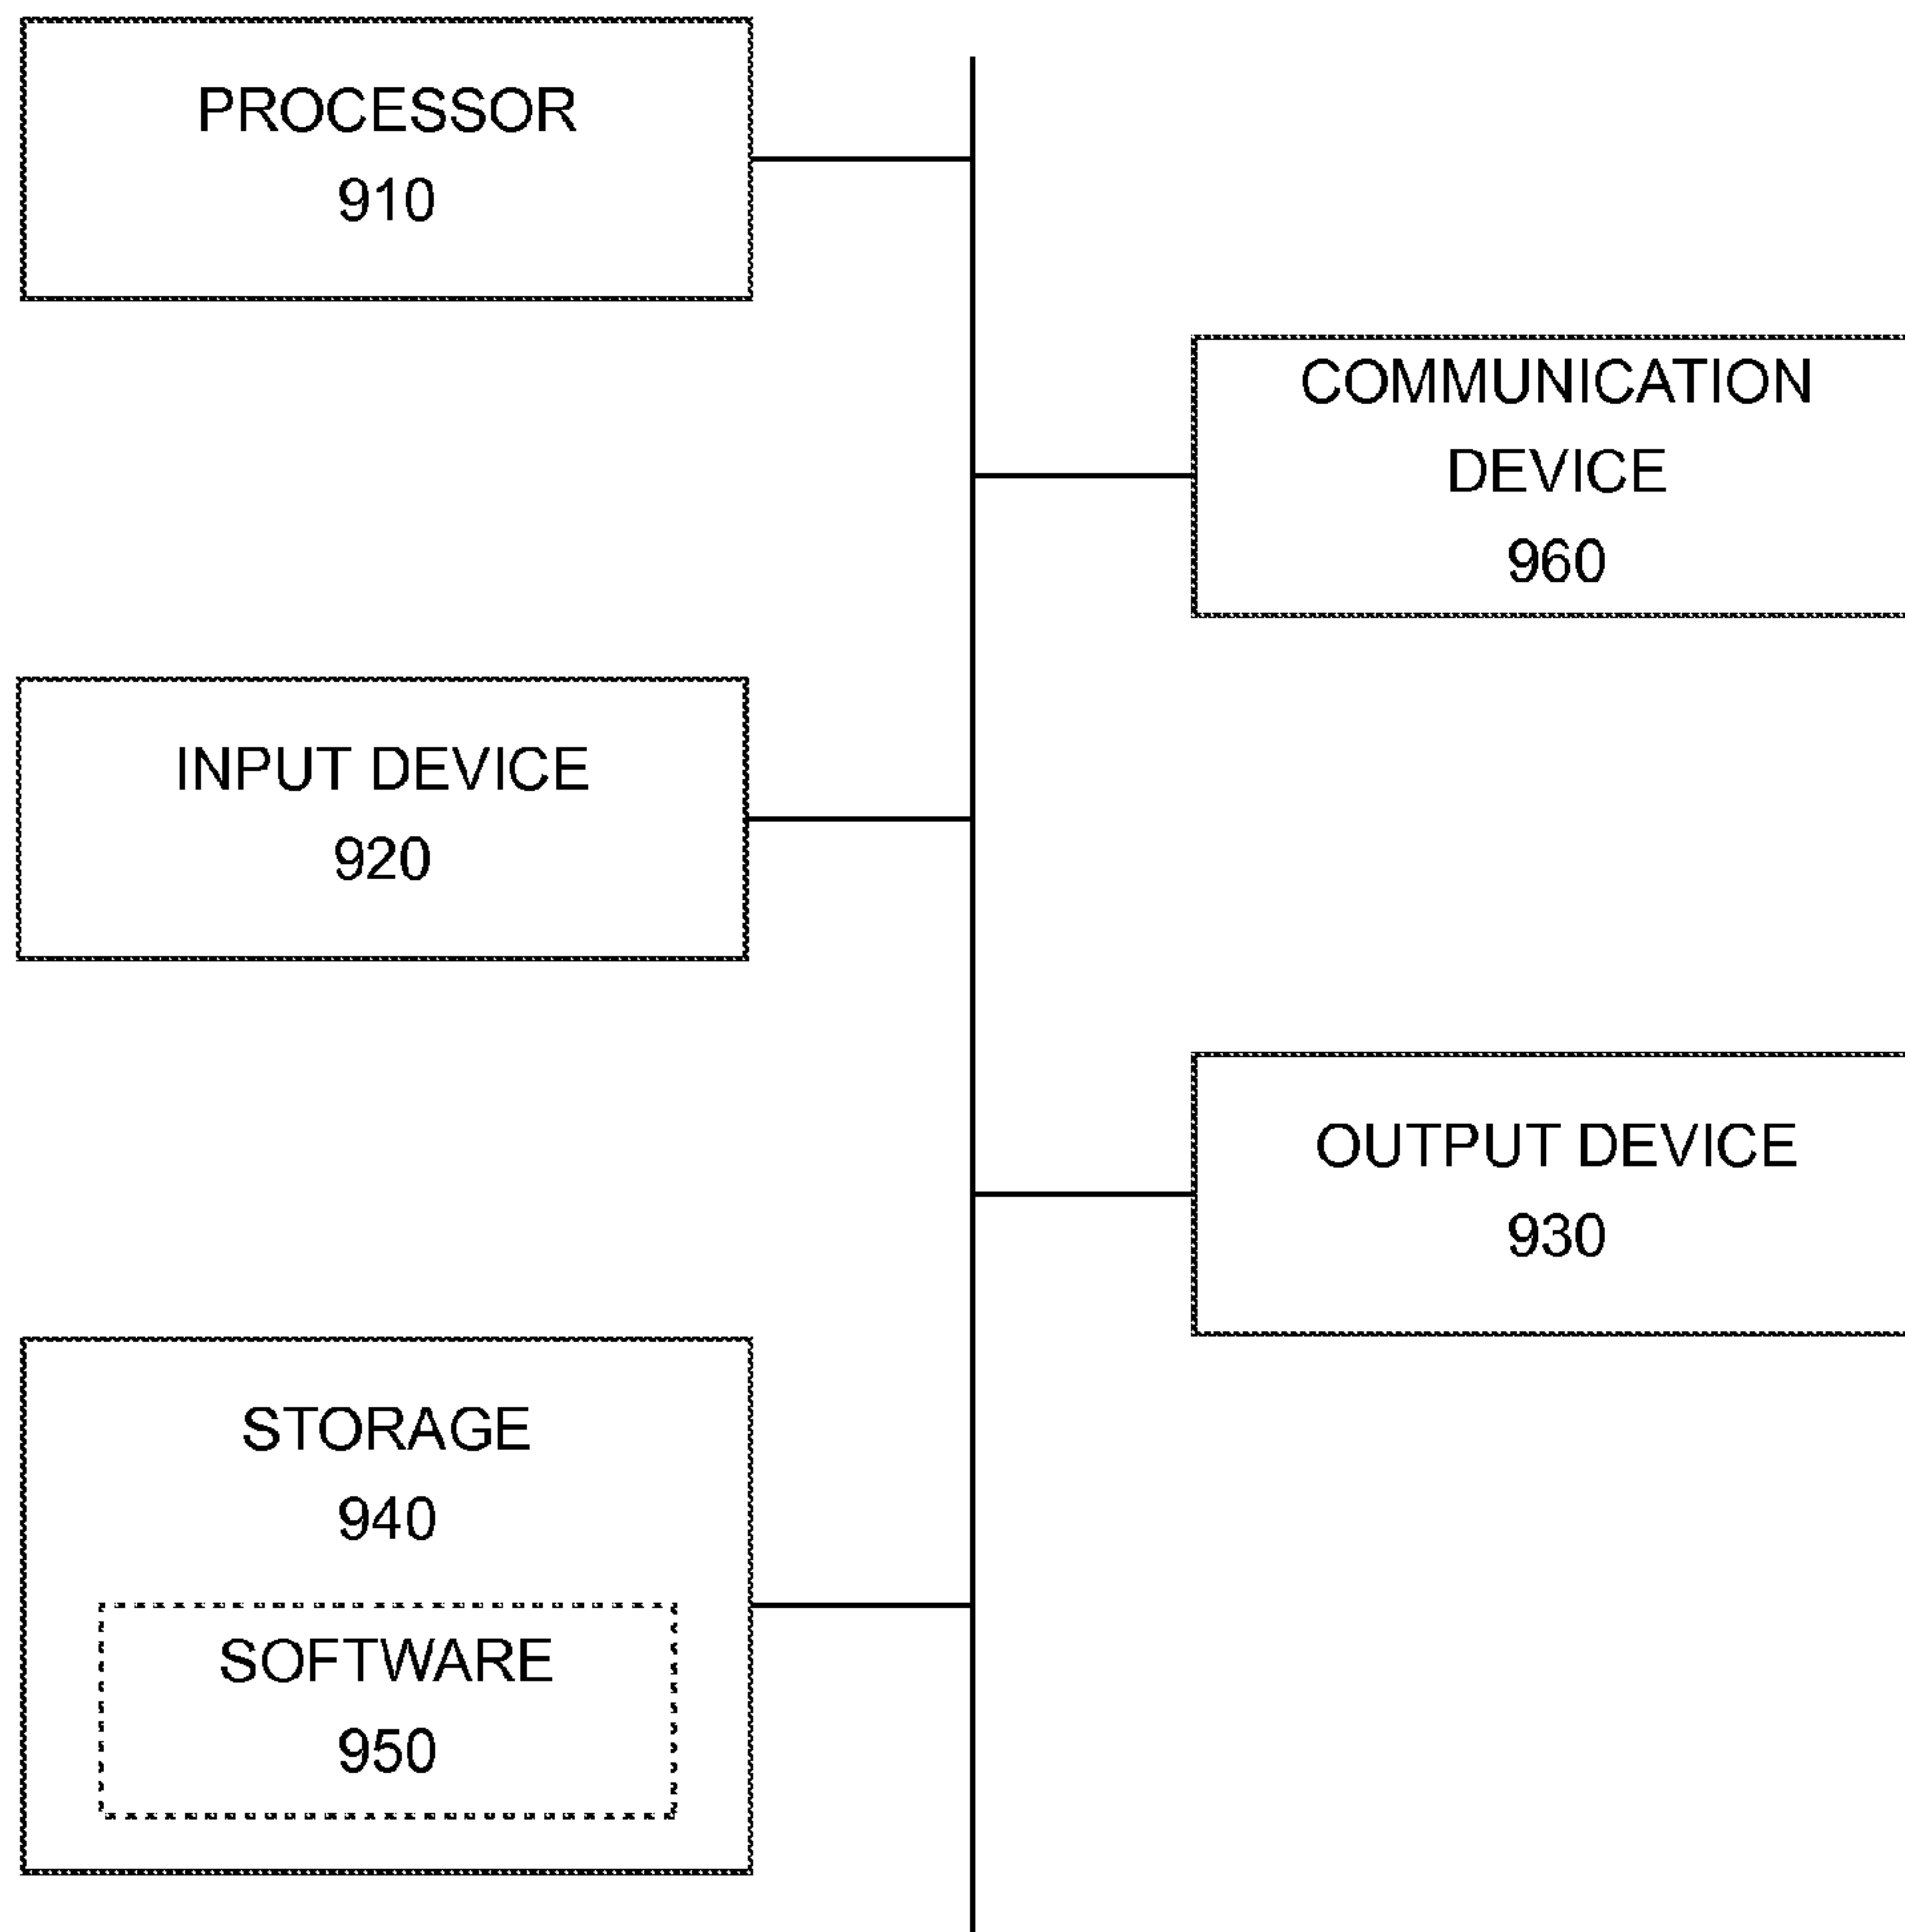 PROCESSOR
910
COMMUNICATION
DEVICE
960
INPUT DEVICE
920
OUTPUT DEVICE
930
STORAGE
940
SOFTWARE
950